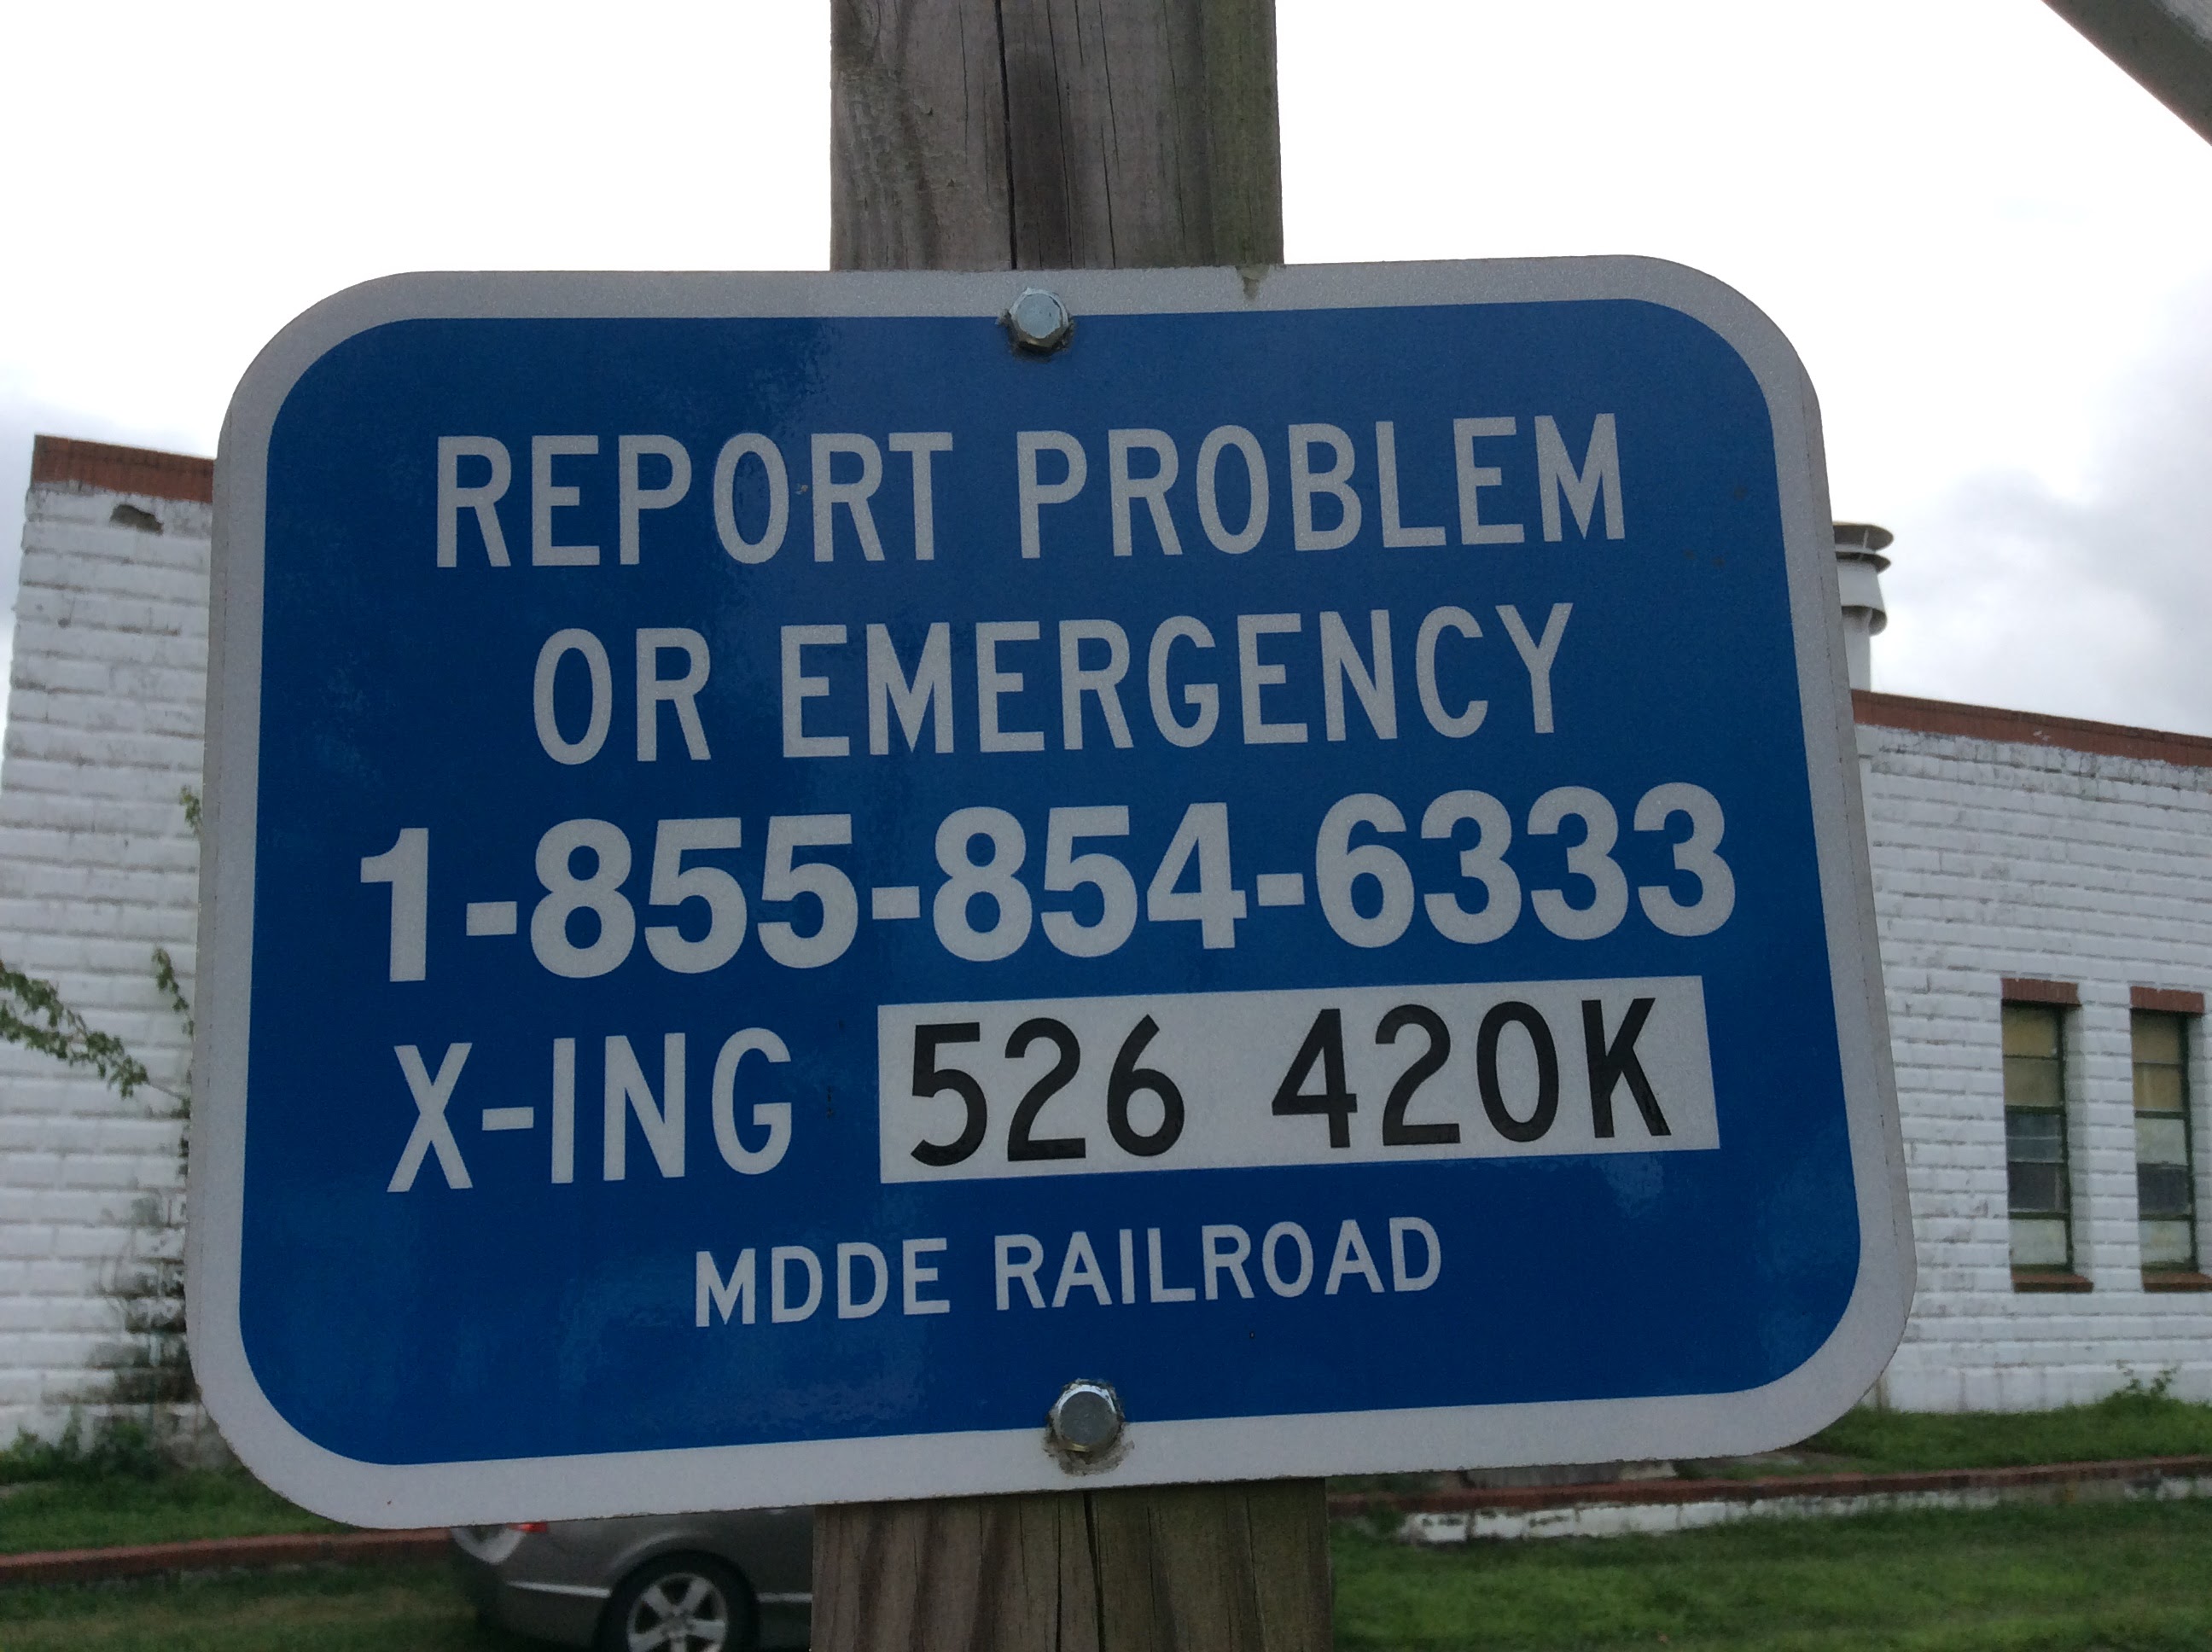 REPORT PROBLEM
OR EMERGENCY
1-855-854-6333
X-ING 526 420K
MDDE RAILROAD